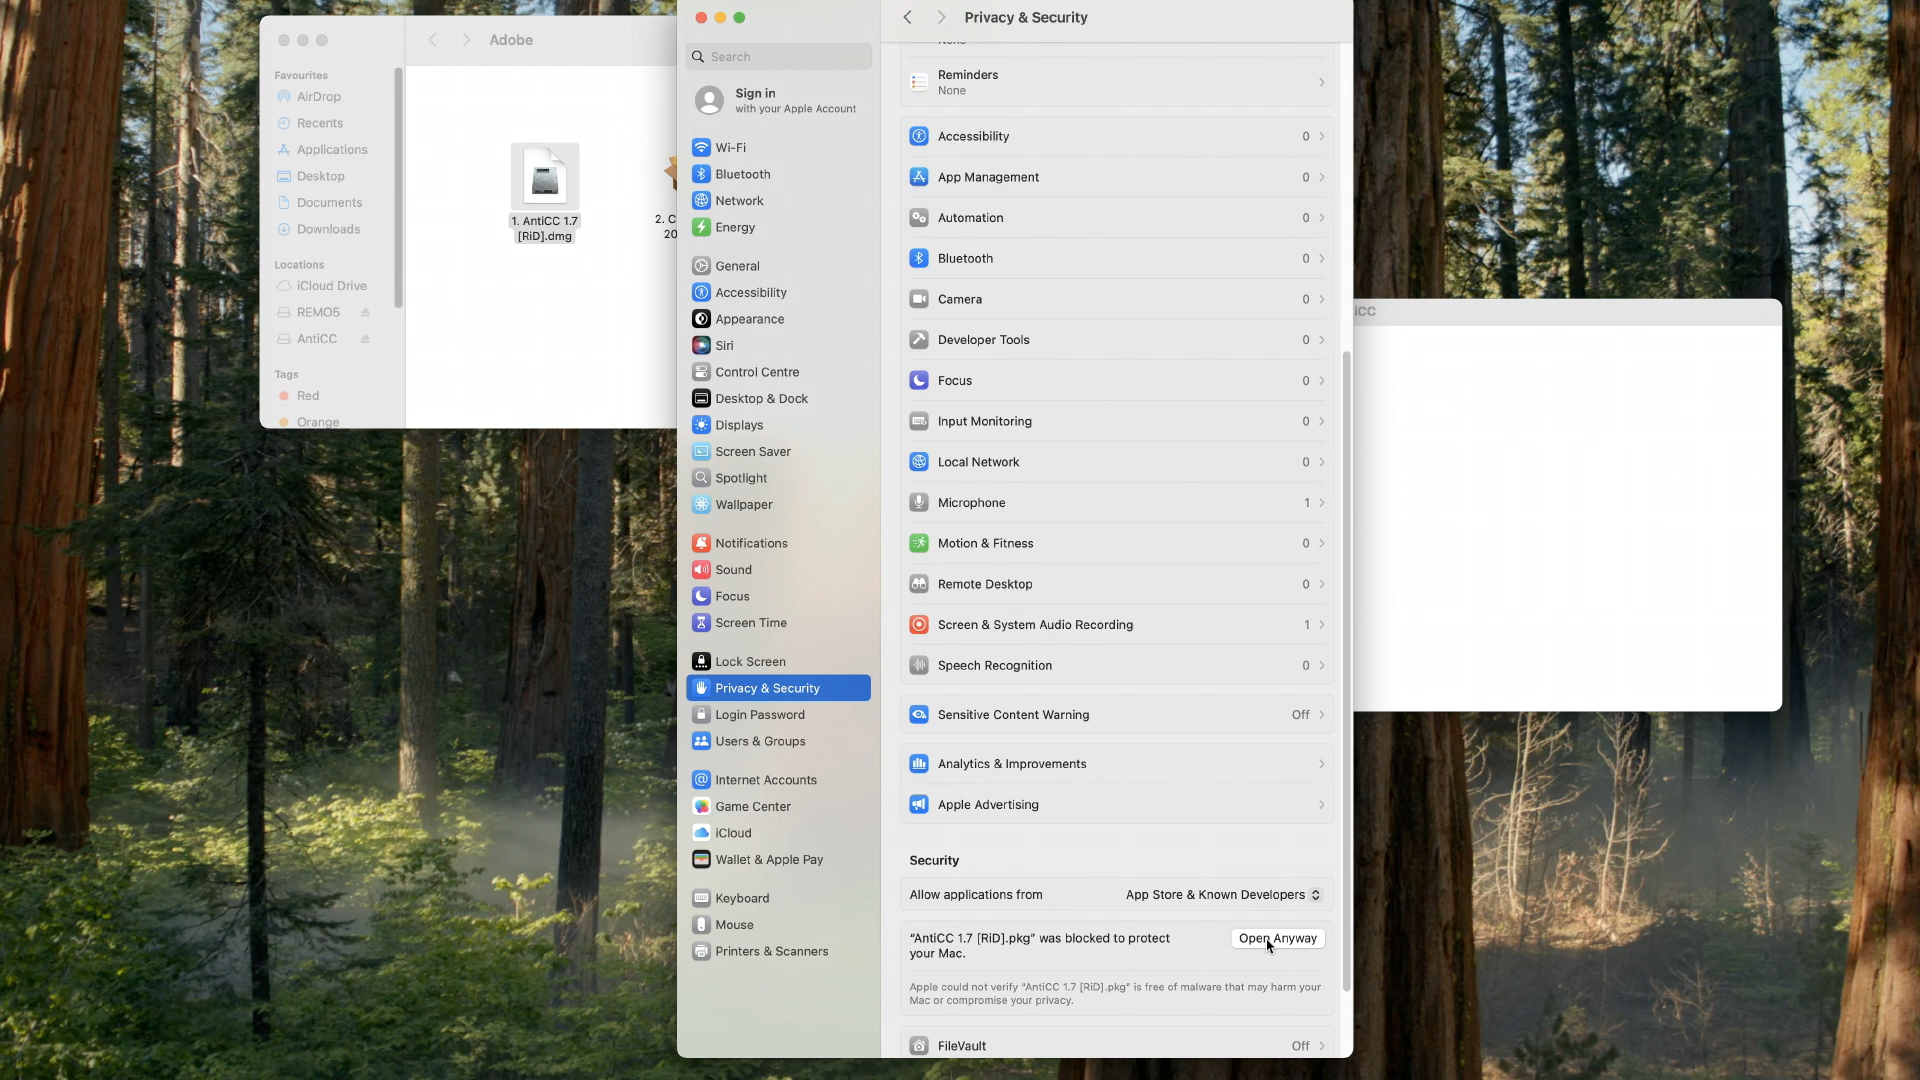 Adobe
Favourites
AirDrop
Recents
Applications
Desktop
Documents
Downloads
Locations
iCloud Drive
REMO5
AntiCC
Tags
Red
Orange
1. AntiCC 1.7
[RiD].dmg
2. C
20
Search
Sign in
with your Apple Account
Wi-Fi
Bluetooth
Network
Energy
General
Accessibility
Appearance
Siri
Control Centre
Desktop & Dock
Displays
Screen Saver
Spotlight
Wallpaper
Notifications
Sound
Focus
Screen Time
Lock Screen
Privacy & Security
Login Password
Users & Groups
Internet Accounts
Game Center
iCloud
Wallet & Apple Pay
Keyboard
Mouse
Printers & Scanners
Privacy & Security
None
Reminders
None
Accessibility 0
App Management 0
Automation 0
Bluetooth 0
Camera 0
Developer Tools 0
Focus 0
Input Monitoring 0
Local Network 0
Microphone 1
Motion & Fitness 0
Remote Desktop 0
Screen & System Audio Recording 1
Speech Recognition 0
Sensitive Content Warning Off
Analytics & Improvements
Apple Advertising
Security
Allow applications from App Store & Known Developers
“AntiCC 1.7 [RiD].pkg” was blocked to protect Open Anyway
your Mac.
Apple could not verify “AntiCC 1.7 [RiD].pkg” is free of malware that may harm your
Mac or compromise your privacy.
FileVault Off
iCC